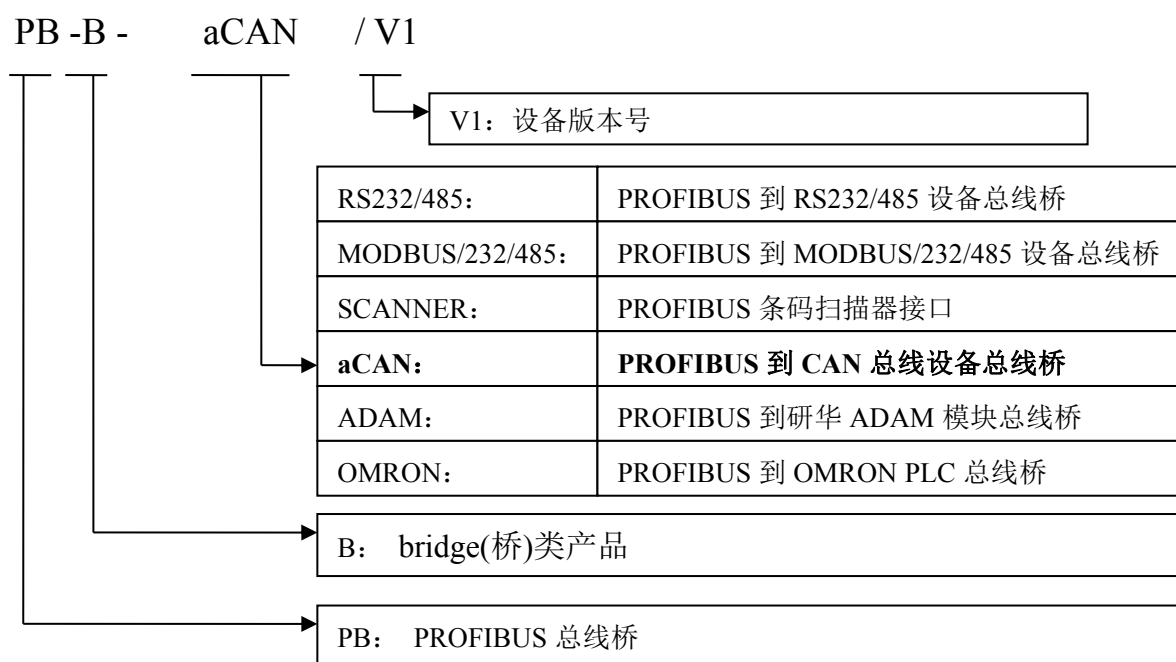 PB -B - aCAN / V1
V1：设备版本号
RS232/485： PROFIBUS 到 RS232/485 设备总线桥
MODBUS/232/485： PROFIBUS 到 MODBUS/232/485 设备总线桥
SCANNER： PROFIBUS 条码扫描器接口
aCAN： PROFIBUS 到 CAN 总线设备总线桥
ADAM： PROFIBUS 到研华 ADAM 模块总线桥
OMRON： PROFIBUS 到 OMRON PLC 总线桥
B： bridge(桥)类产品
PB： PROFIBUS 总线桥